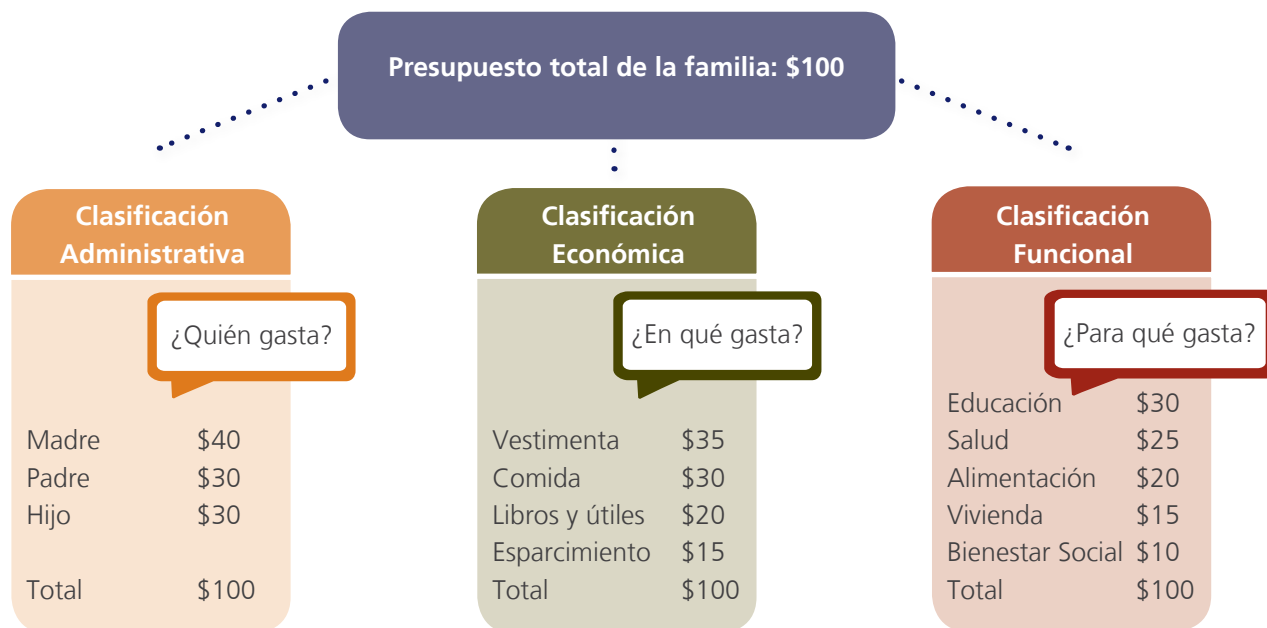 Presupuesto total de la familia: $100
Clasificación
Administrativa
¿Quién gasta?
Madre $40
Padre $30
Hijo $30
Total $100
Clasificación
Económica
¿En qué gasta?
Vestimenta $35
Comida $30
Libros y útiles $20
Esparcimiento $15
Total $100
Clasificación
Funcional
¿Para qué gasta?
Educación $30
Salud $25
Alimentación $20
Vivienda $15
Bienestar Social $10
Total $100